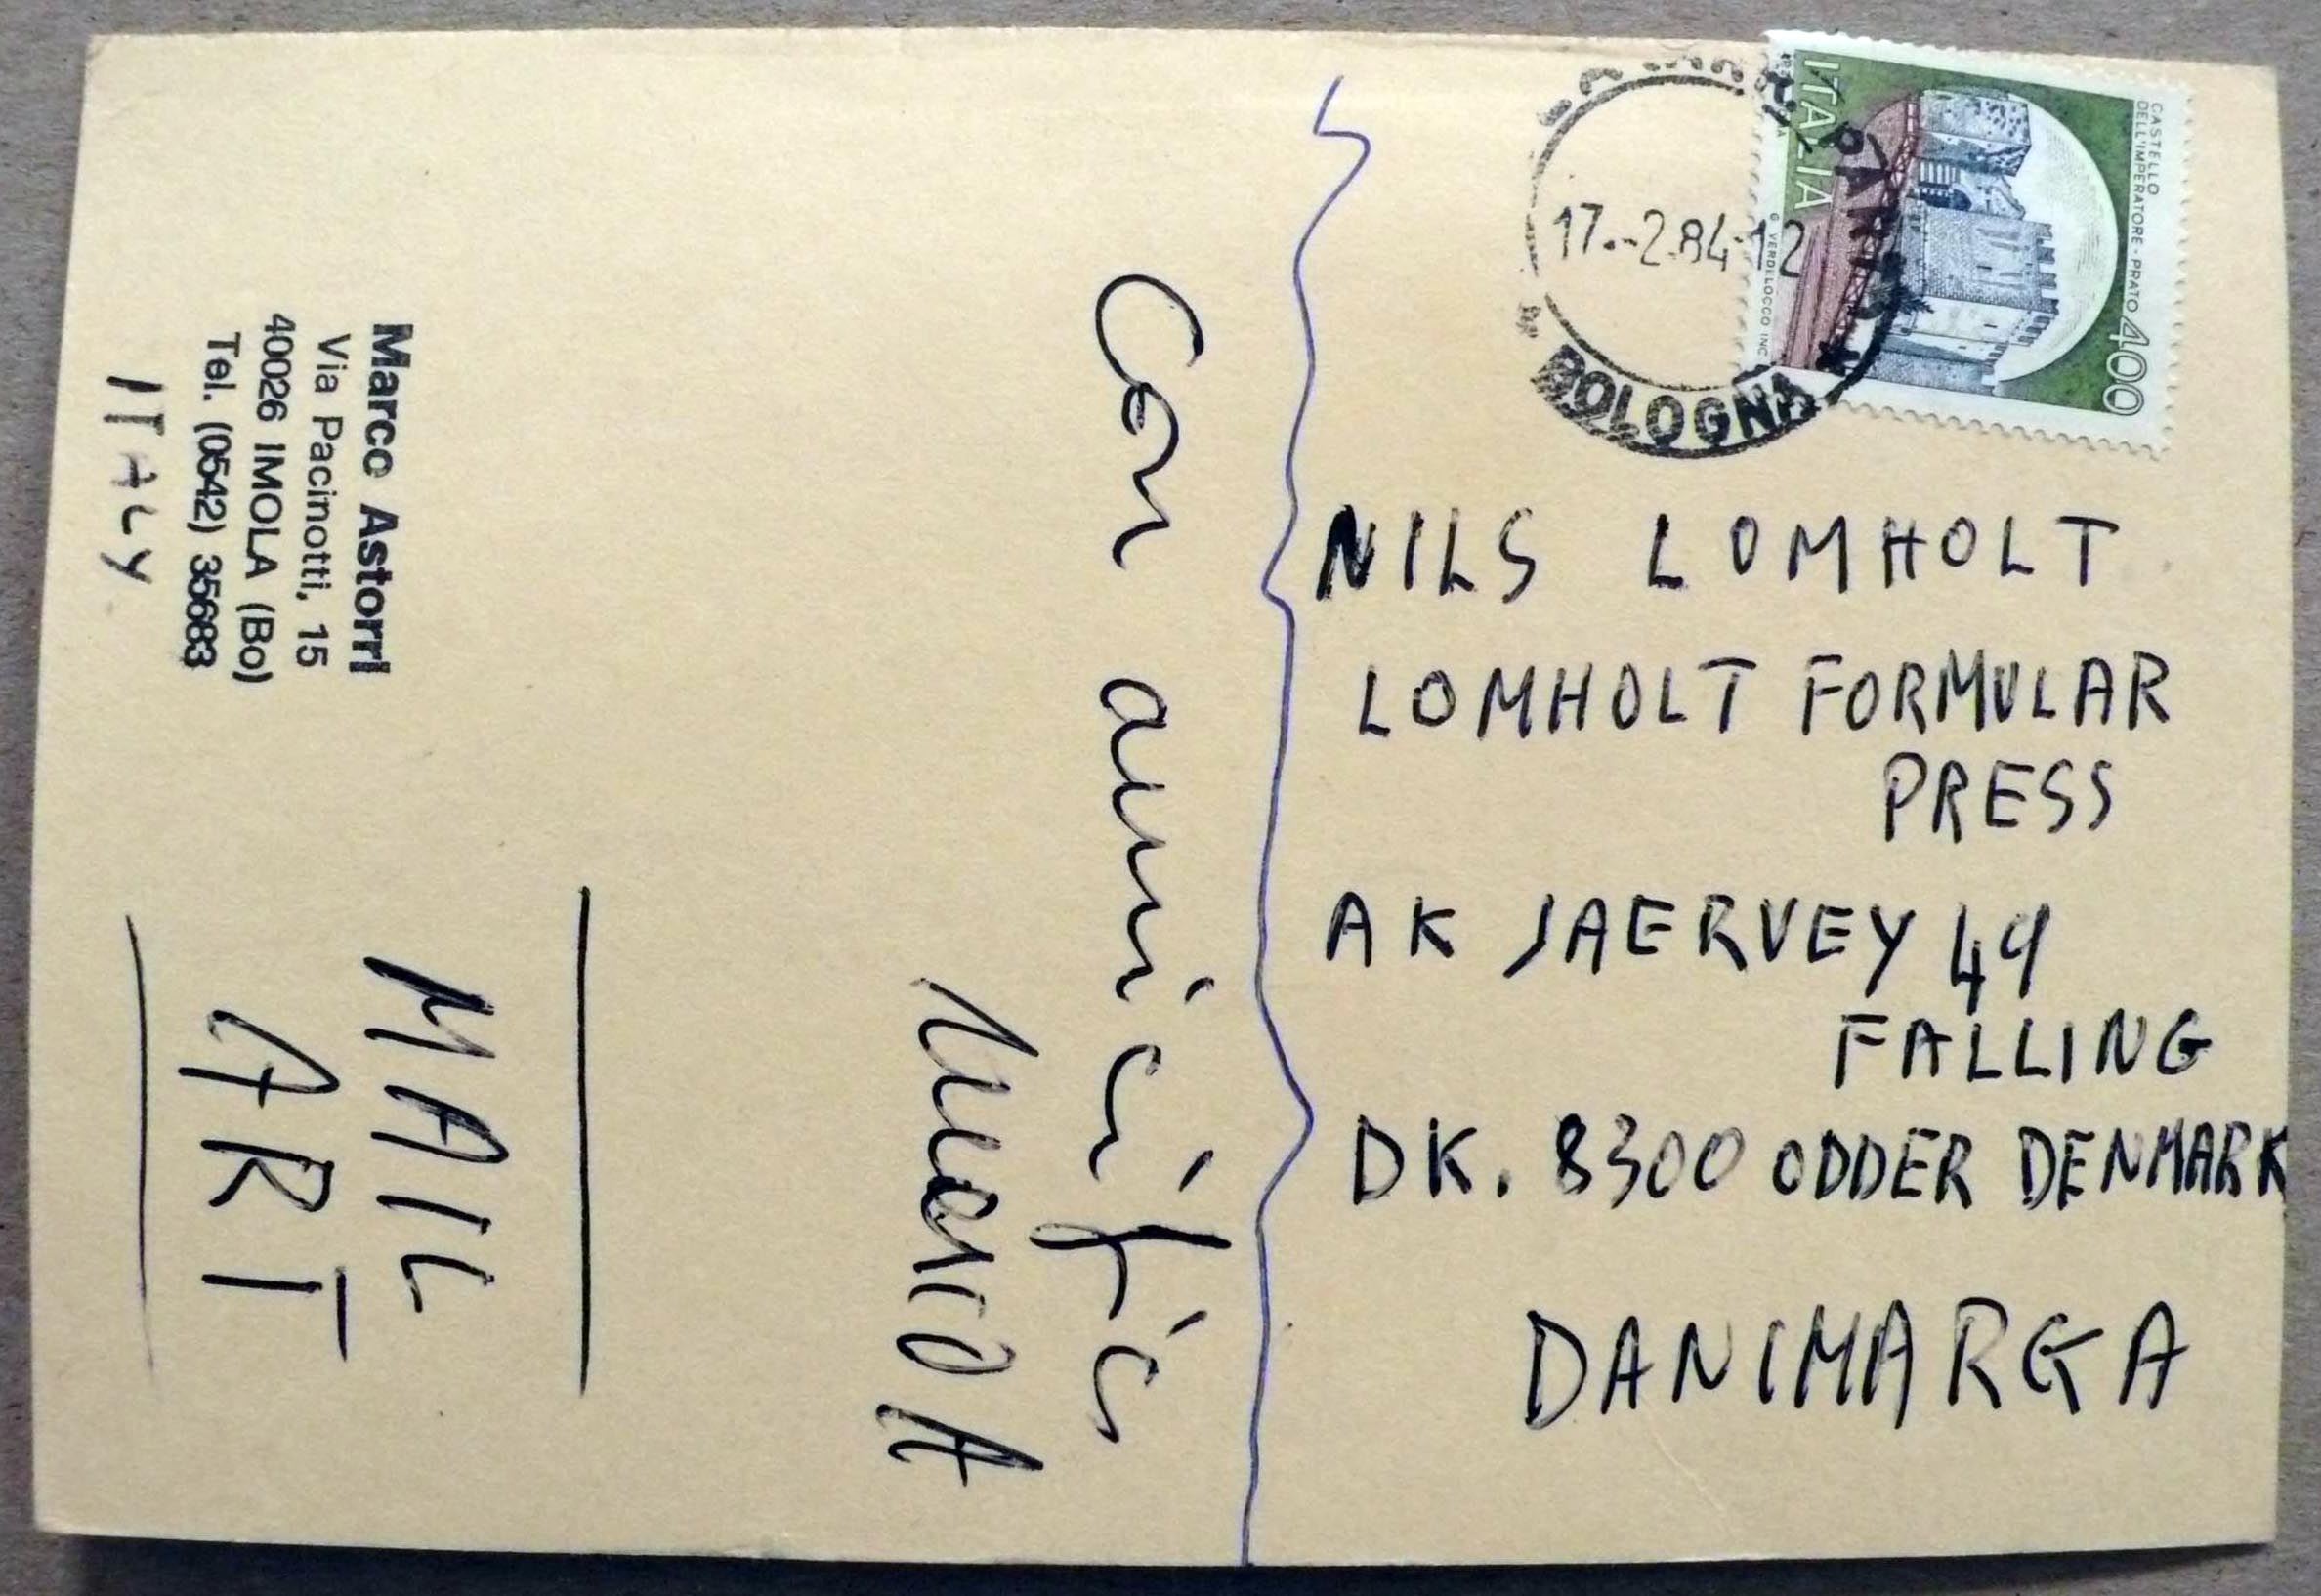 Marco Astorri
Via Pacinotti, 15
40026 IMOLA (Bo)
Tel. (0542) 35683
ITALY
MAIL
ART
Con amicizia
Marco A
ITALIA
CASTELLO
DELL'IMPERATORE - PRATO
400
17.-2.84-12
BOLOGNA
NILS LOMHOLT
LOMHOLT FORMULAR
PRESS
AK JAERVEY 49
FALLING
DK. 8300 ODDER DENMARK
DANIMARCA